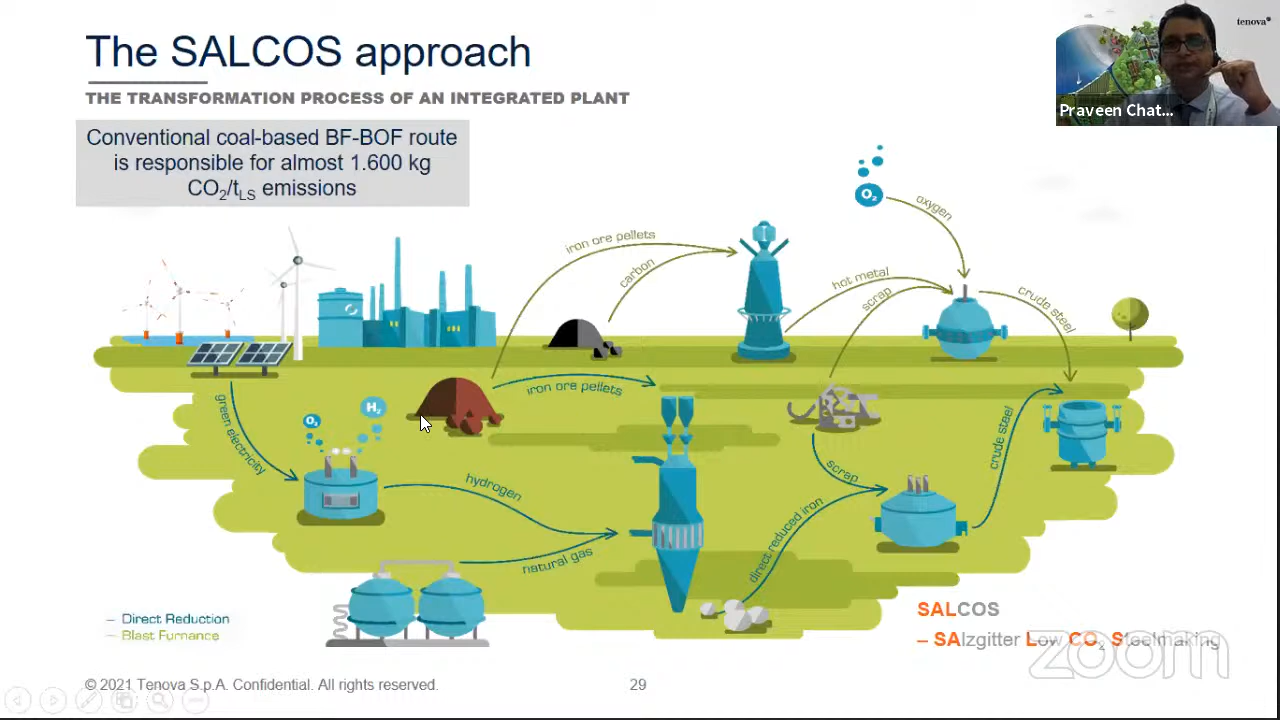 The SALCOS approach
THE TRANSFORMATION PROCESS OF AN INTEGRATED PLANT
tenova
Praveen Chat...
Conventional coal-based BF-BOF route
is responsible for almost 1.600 kg
CO₂/tLS emissions
O₂
oxygen
iron ore pellets
carbon
hot metal
scrap
crude steel
iron ore pellets
green electricity
O₂
H₂
hydrogen
natural gas
scrap
direct reduced iron
crude steel
– Direct Reduction
– Blast Furnance
SALCOS
– SAlzgitter Low CO₂ Steelmaking
zoom
© 2021 Tenova S.p.A. Confidential. All rights reserved.
29